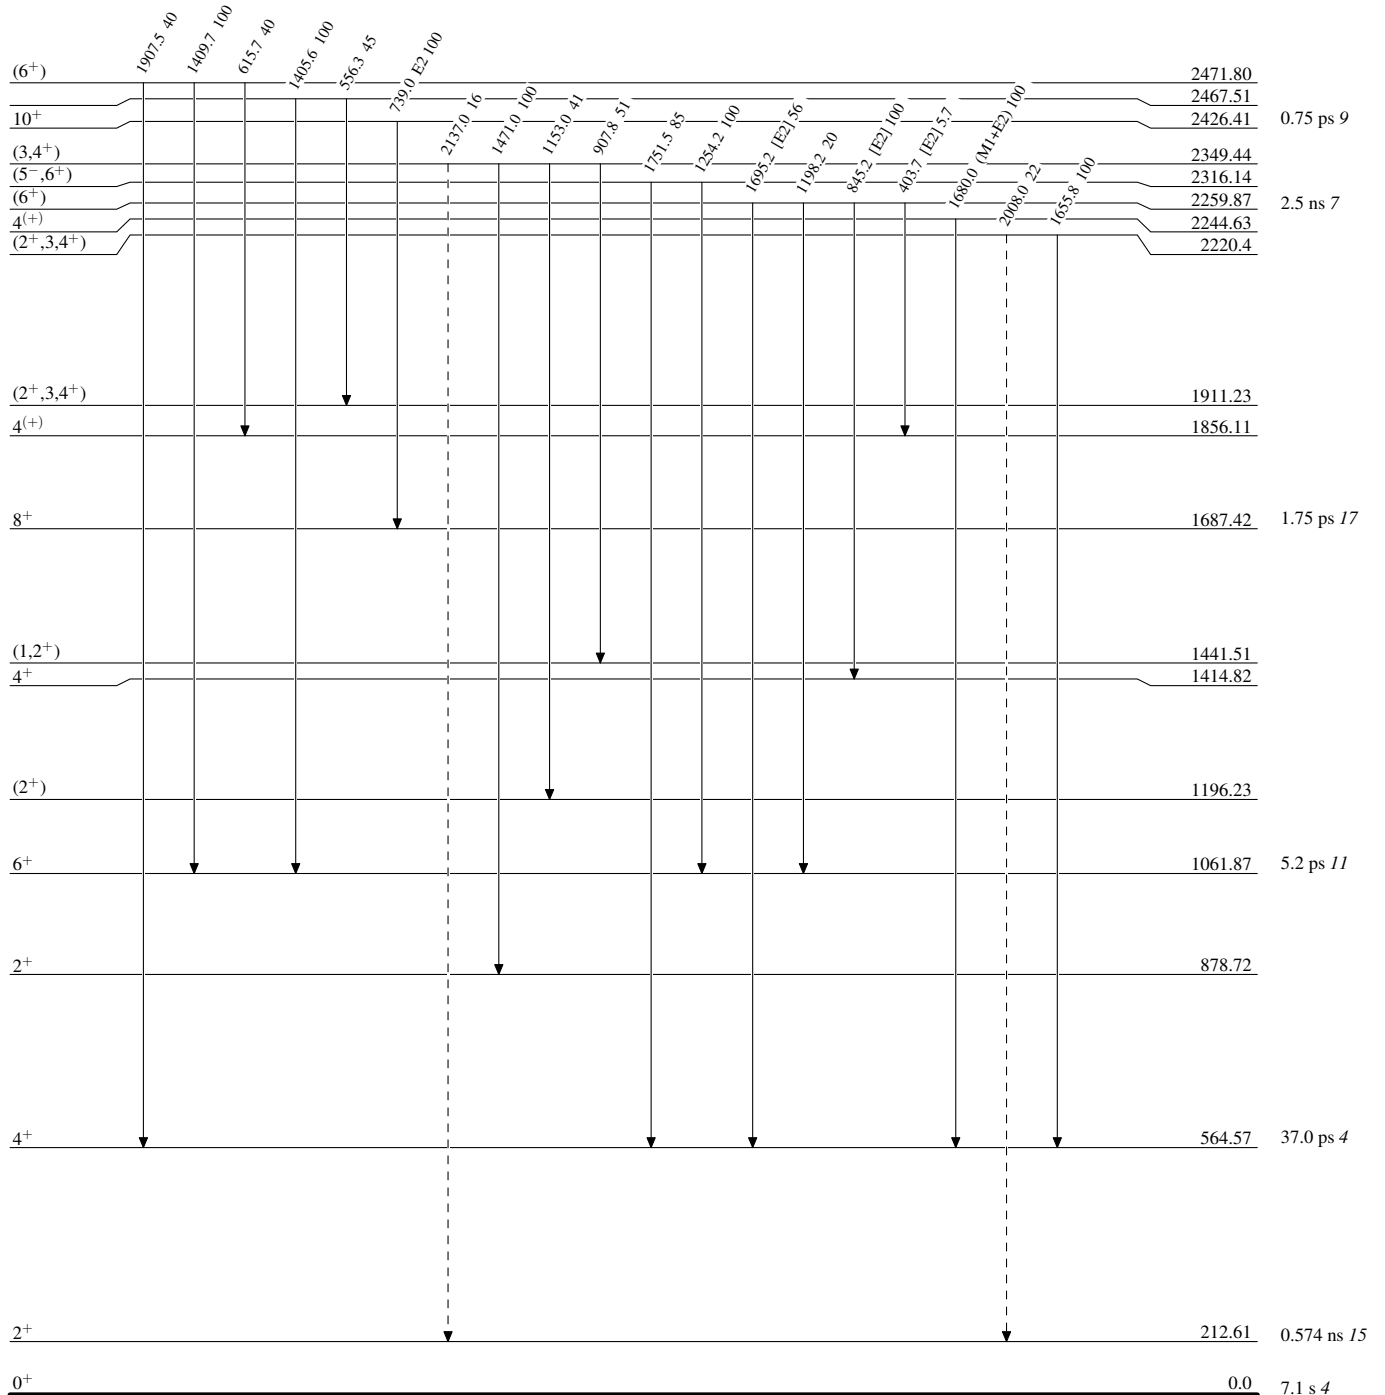 1907.5 40
1409.7 100
615.7 40
1405.6 100
556.3 45
739.0 E2 100
2137.0 16
1471.0 100
1153.0 41
907.8 51
1751.5 85
1254.2 100
1695.2 [E2] 56
1198.2 20
845.2 [E2] 100
403.7 [E2] 5.7
1680.0 (M1+E2) 100
2008.0 22
1655.8 100
(6⁺) 2471.80
2467.51
10⁺ 2426.41 0.75 ps 9
(3,4⁺) 2349.44
(5⁻,6⁺) 2316.14
(6⁺) 2259.87 2.5 ns 7
4⁽⁺⁾ 2244.63
(2⁺,3,4⁺) 2220.4
(2⁺,3,4⁺) 1911.23
4⁽⁺⁾ 1856.11
8⁺ 1687.42 1.75 ps 17
(1,2⁺) 1441.51
4⁺ 1414.82
(2⁺) 1196.23
6⁺ 1061.87 5.2 ps 11
2⁺ 878.72
4⁺ 564.57 37.0 ps 4
2⁺ 212.61 0.574 ns 15
0⁺ 0.0 7.1 s 4